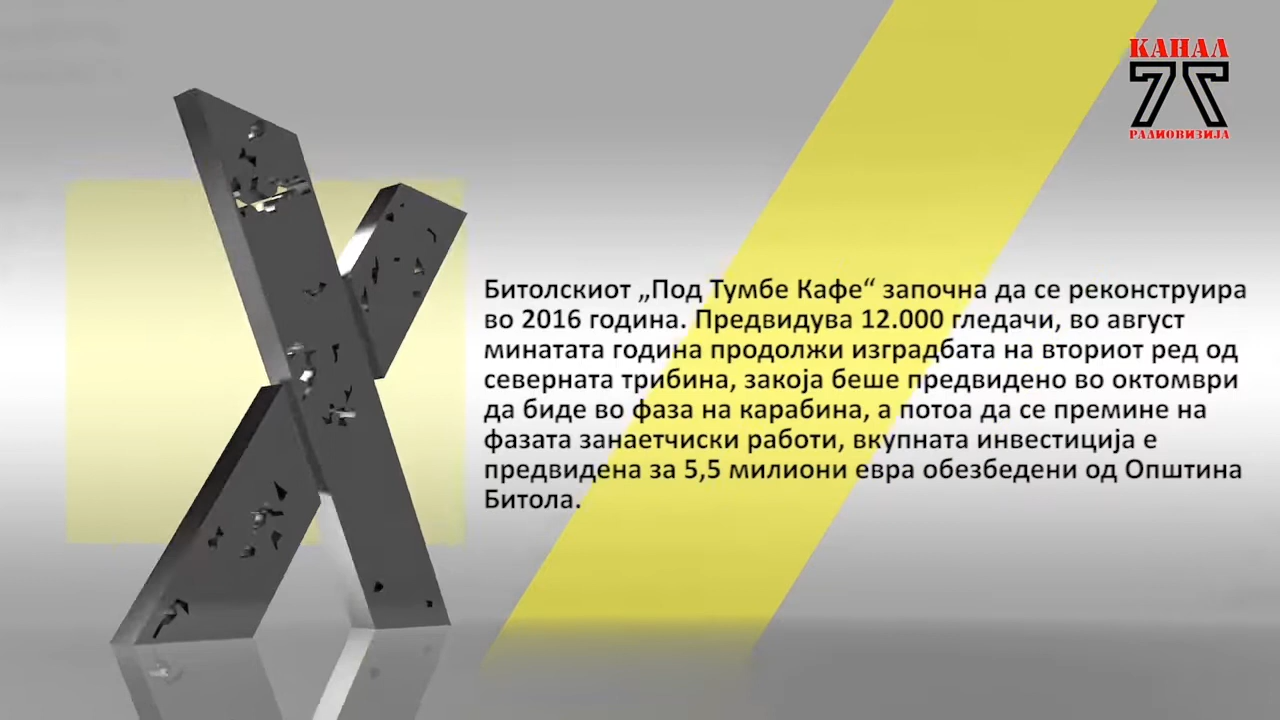 КАНАЛ
77
РАДИОВИЗИЈА
Битолскиот „Под Тумбе Кафе“ започна да се реконструира
во 2016 година. Предвидува 12.000 гледачи, во август
минатата година продолжи изградбата на вториот ред од
северната трибина, закоја беше предвидено во октомври
да биде во фаза на карабина, а потоа да се премине на
фазата занаетчиски работи, вкупната инвестиција е
предвидена за 5,5 милиони евра обезбедени од Општина
Битола.